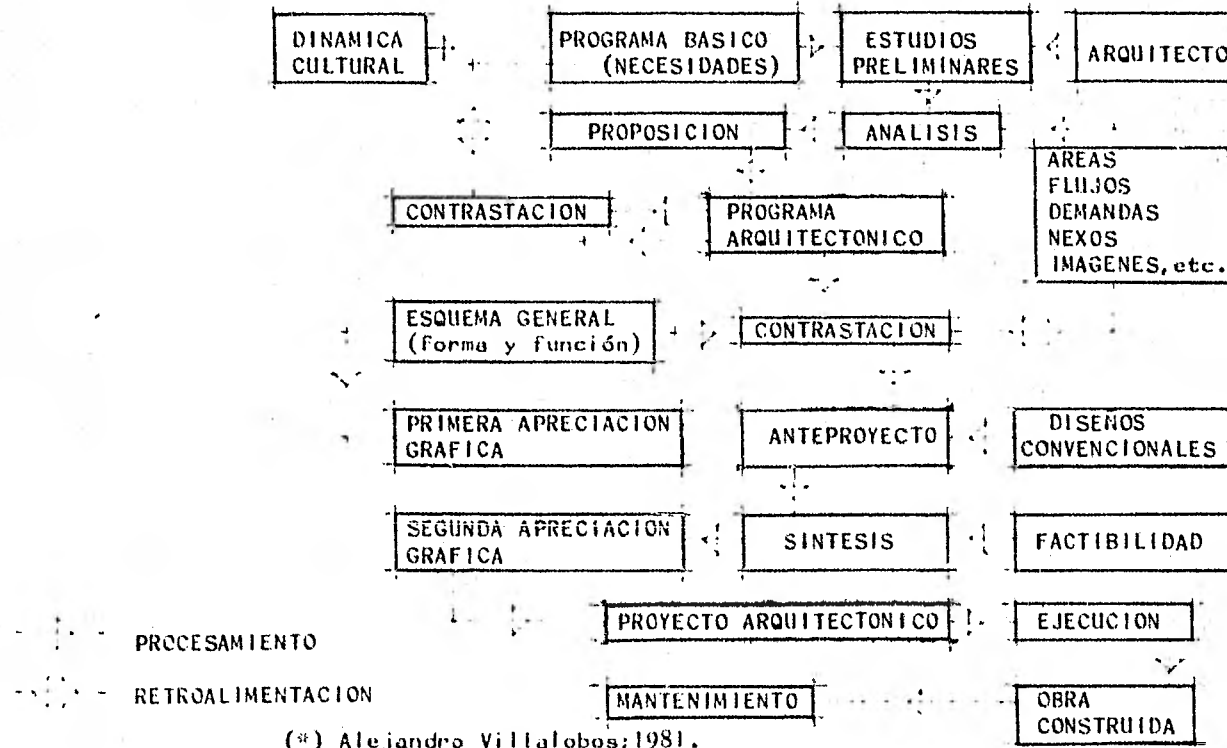 DINAMICA
CULTURAL
PROGRAMA BASICO
(NECESIDADES)
ESTUDIOS
PRELIMINARES
ARQUITECTO
PROPOSICION
ANALISIS
AREAS
FLUJOS
DEMANDAS
NEXOS
IMAGENES, etc.
CONTRASTACION
PROGRAMA
ARQUITECTONICO
ESQUEMA GENERAL
(forma y función)
CONTRASTACION
PRIMERA APRECIACION
GRAFICA
ANTEPROYECTO
DISEÑOS
CONVENCIONALES
SEGUNDA APRECIACION
GRAFICA
SINTESIS
FACTIBILIDAD
PROYECTO ARQUITECTONICO
EJECUCION
PROCESAMIENTO
RETROALIMENTACION
MANTENIMIENTO
OBRA
CONSTRUIDA
(*) Alejandro Villalobos;1981.